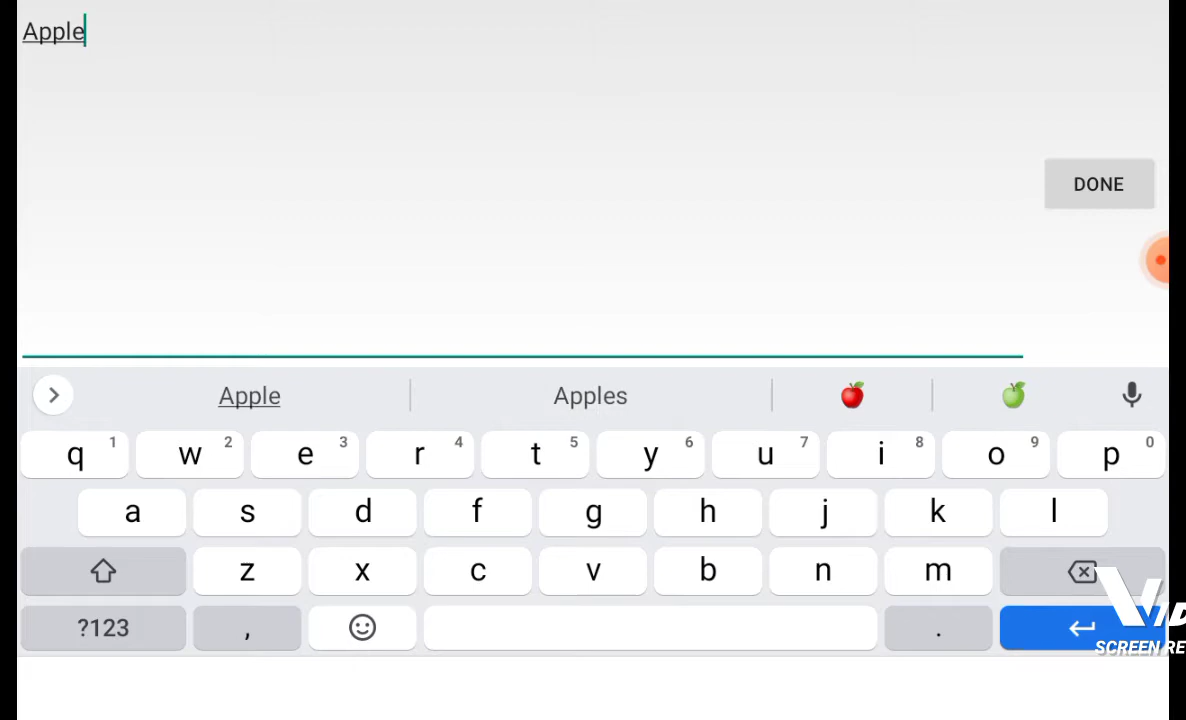 Apple
DONE
Apple Apples
q 1 w 2 e 3 r 4 t 5 y 6 u 7 i 8 o 9 p 0
a s d f g h j k l
z x c v b n m
?123 , .
SCREEN RE